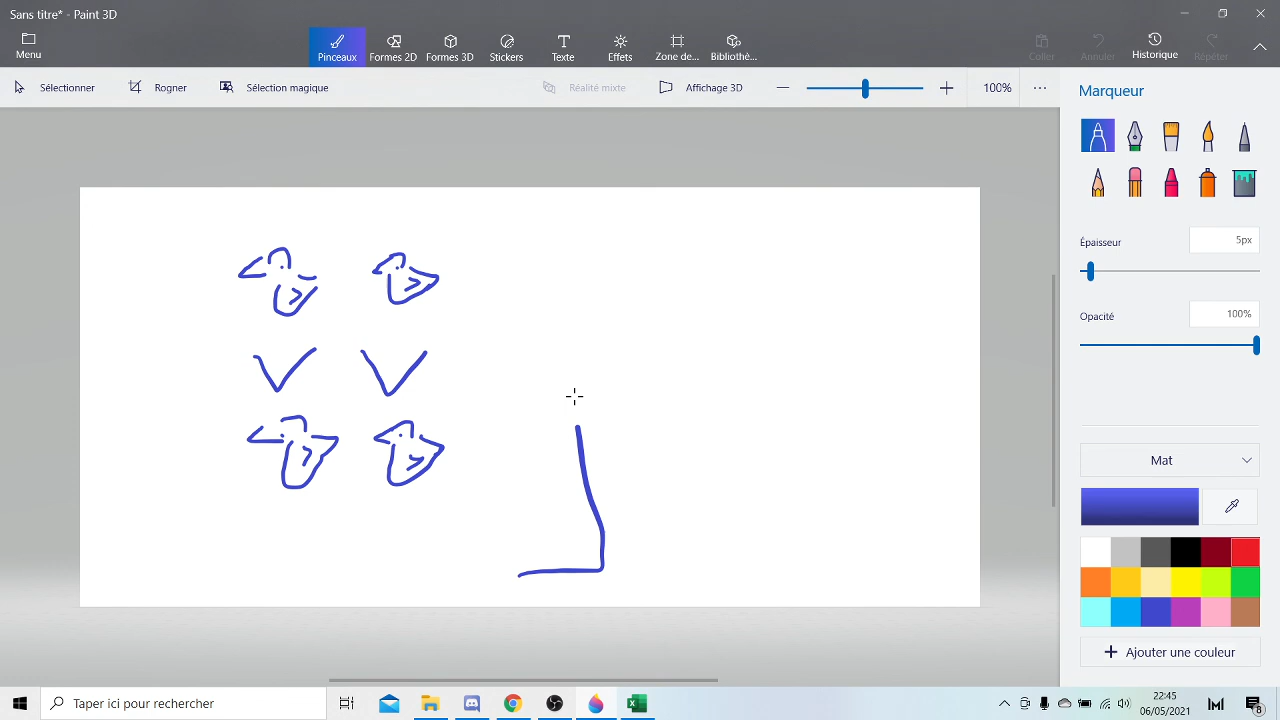 Sans titre* - Paint 3D
Menu
Pinceaux
Formes 2D
Formes 3D
Stickers
Texte
Effets
Zone de...
Bibliothè...
Coller
Annuler
Historique
Répéter
Sélectionner
Rogner
Sélection magique
Réalité mixte
Affichage 3D
100%
Marqueur
Épaisseur
5px
Opacité
100%
Mat
Ajouter une couleur
Taper ici pour rechercher
22:45
06/05/2021
8